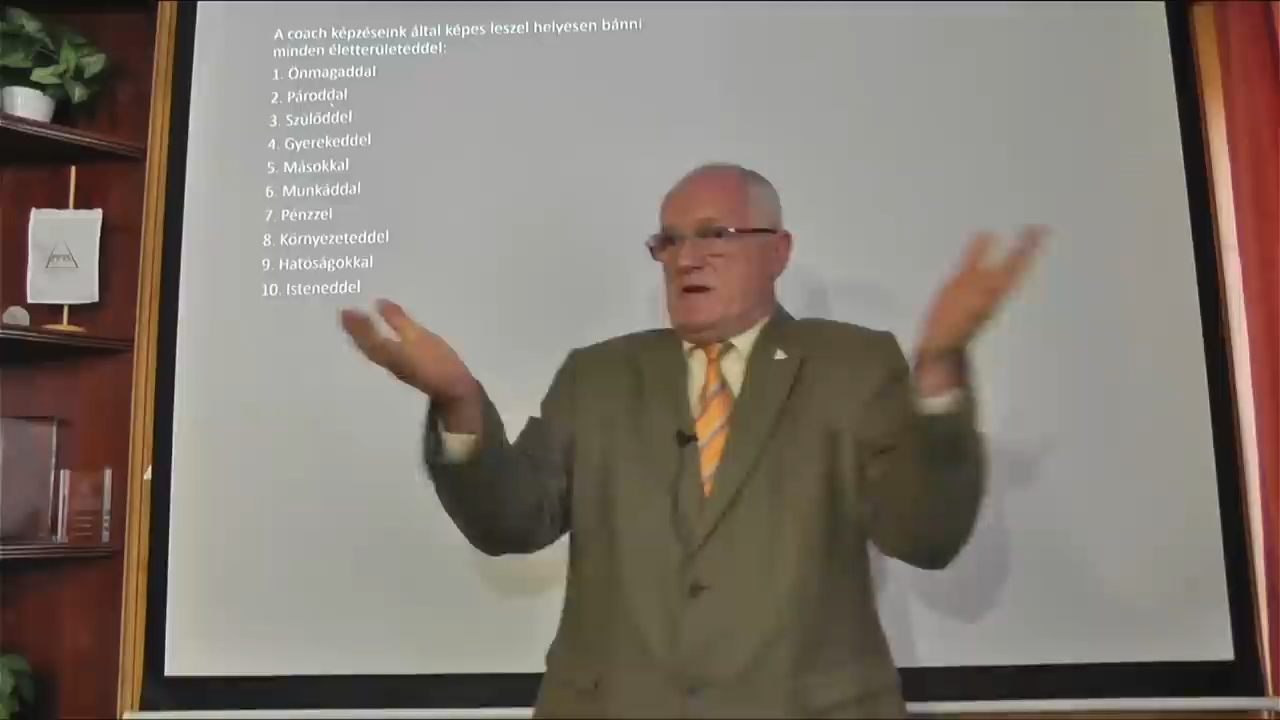 A coach képzéseink által képes leszel helyesen bánni
minden életterületeddel:
1. Önmagaddal
2. Pároddal
3. Szülőddel
4. Gyerekeddel
5. Másokkal
6. Munkáddal
7. Pénzzel
8. Környezeteddel
9. Hatóságokkal
10. Isteneddel